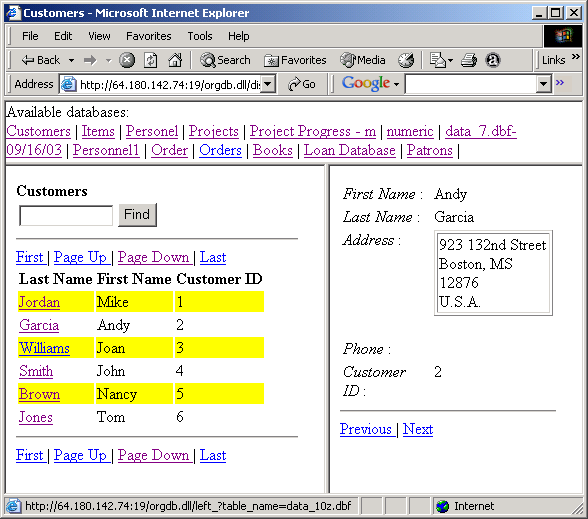 Customers - Microsoft Internet Explorer
File Edit View Favorites Tools Help
Back Search Favorites Media Links »
Address http://64.180.142.74:19/orgdb.dll/di Go Google »
Available databases:
Customers | Items | Personel | Projects | Project Progress - m | numeric | data_7.dbf-
09/16/03 | Personnel1 | Order | Orders | Books | Loan Database | Patrons |
Customers
Find
First | Page Up | Page Down | Last
Last Name First Name Customer ID
Jordan Mike 1
Garcia Andy 2
Williams Joan 3
Smith John 4
Brown Nancy 5
Jones Tom 6
First | Page Up | Page Down | Last
First Name : Andy
Last Name : Garcia
Address :
923 132nd Street
Boston, MS
12876
U.S.A.
Phone :
Customer 2
ID :
Previous | Next
http://64.180.142.74:19/orgdb.dll/left_?table_name=data_10z.dbf Internet